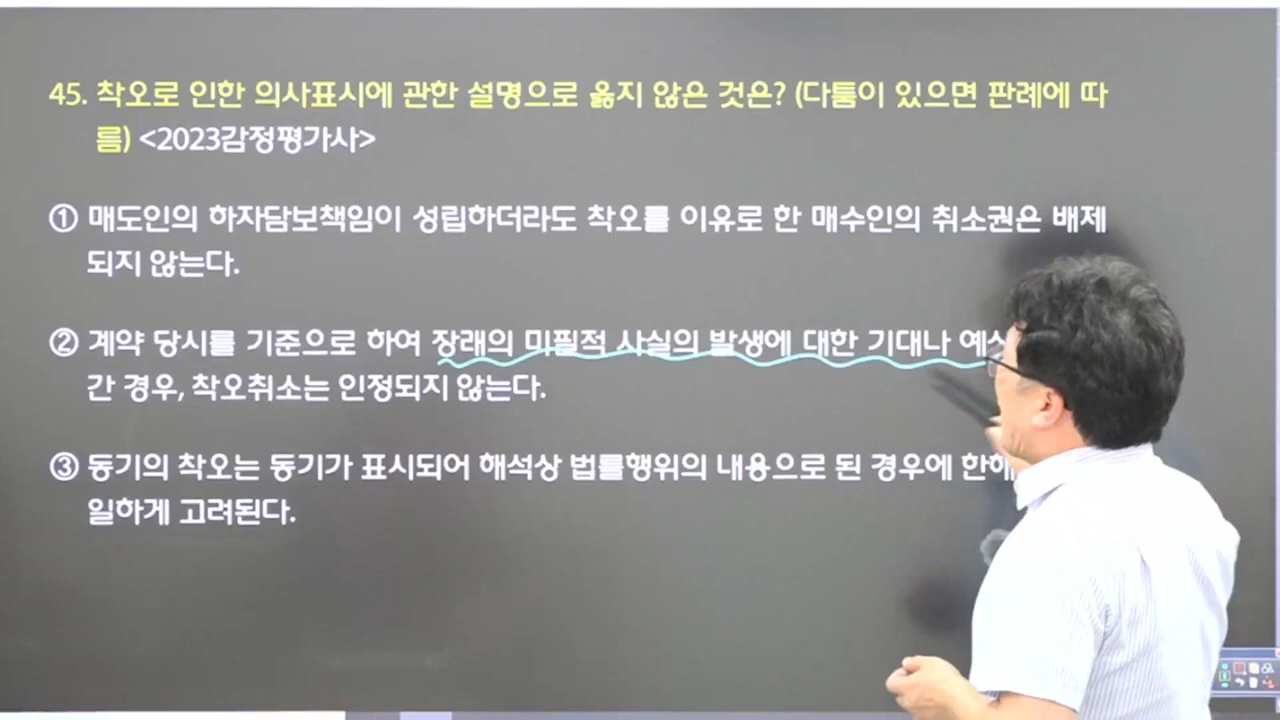 45. 착오로 인한 의사표시에 관한 설명으로 옳지 않은 것은? (다툼이 있으면 판례에 따
름) <2023감정평가사>
① 매도인의 하자담보책임이 성립하더라도 착오를 이유로 한 매수인의 취소권은 배제
되지 않는다.
② 계약 당시를 기준으로 하여 장래의 미필적 사실의 발생에 대한 기대나
간 경우, 착오취소는 인정되지 않는다.
③ 동기의 착오는 동기가 표시되어 해석상 법률행위의 내용으로 된 경우에 한해
일하게 고려된다.